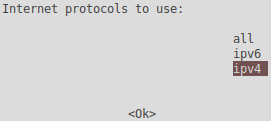 Internet protocols to use:
all
ipv6
ipv4
<Ok>